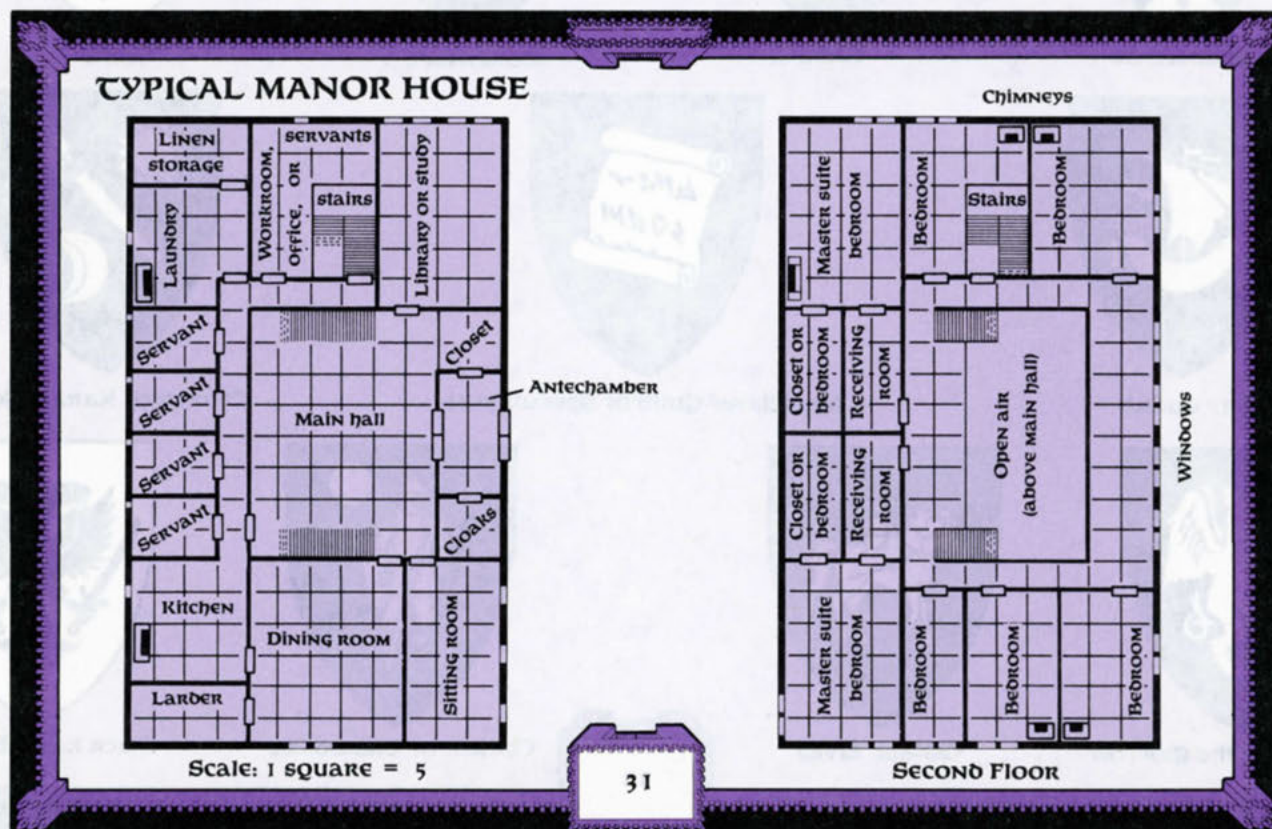 TYPICAL MANOR HOUSE
Linen
storage
servants
Workroom,
Office, or
stairs
Library or study
Laundry
Servant
Servant
Servant
Servant
Closet
Antechamber
Main hall
Cloaks
Kitchen
Dining room
Sitting room
Larder
Scale: 1 square = 5
Chimneys
Master suite
bedroom
Bedroom
Stairs
Bedroom
Closet or
bedroom
Receiving
room
Open air
(above main hall)
Windows
Closet or
bedroom
Receiving
room
Master suite
bedroom
Bedroom
Bedroom
Bedroom
Second Floor
31